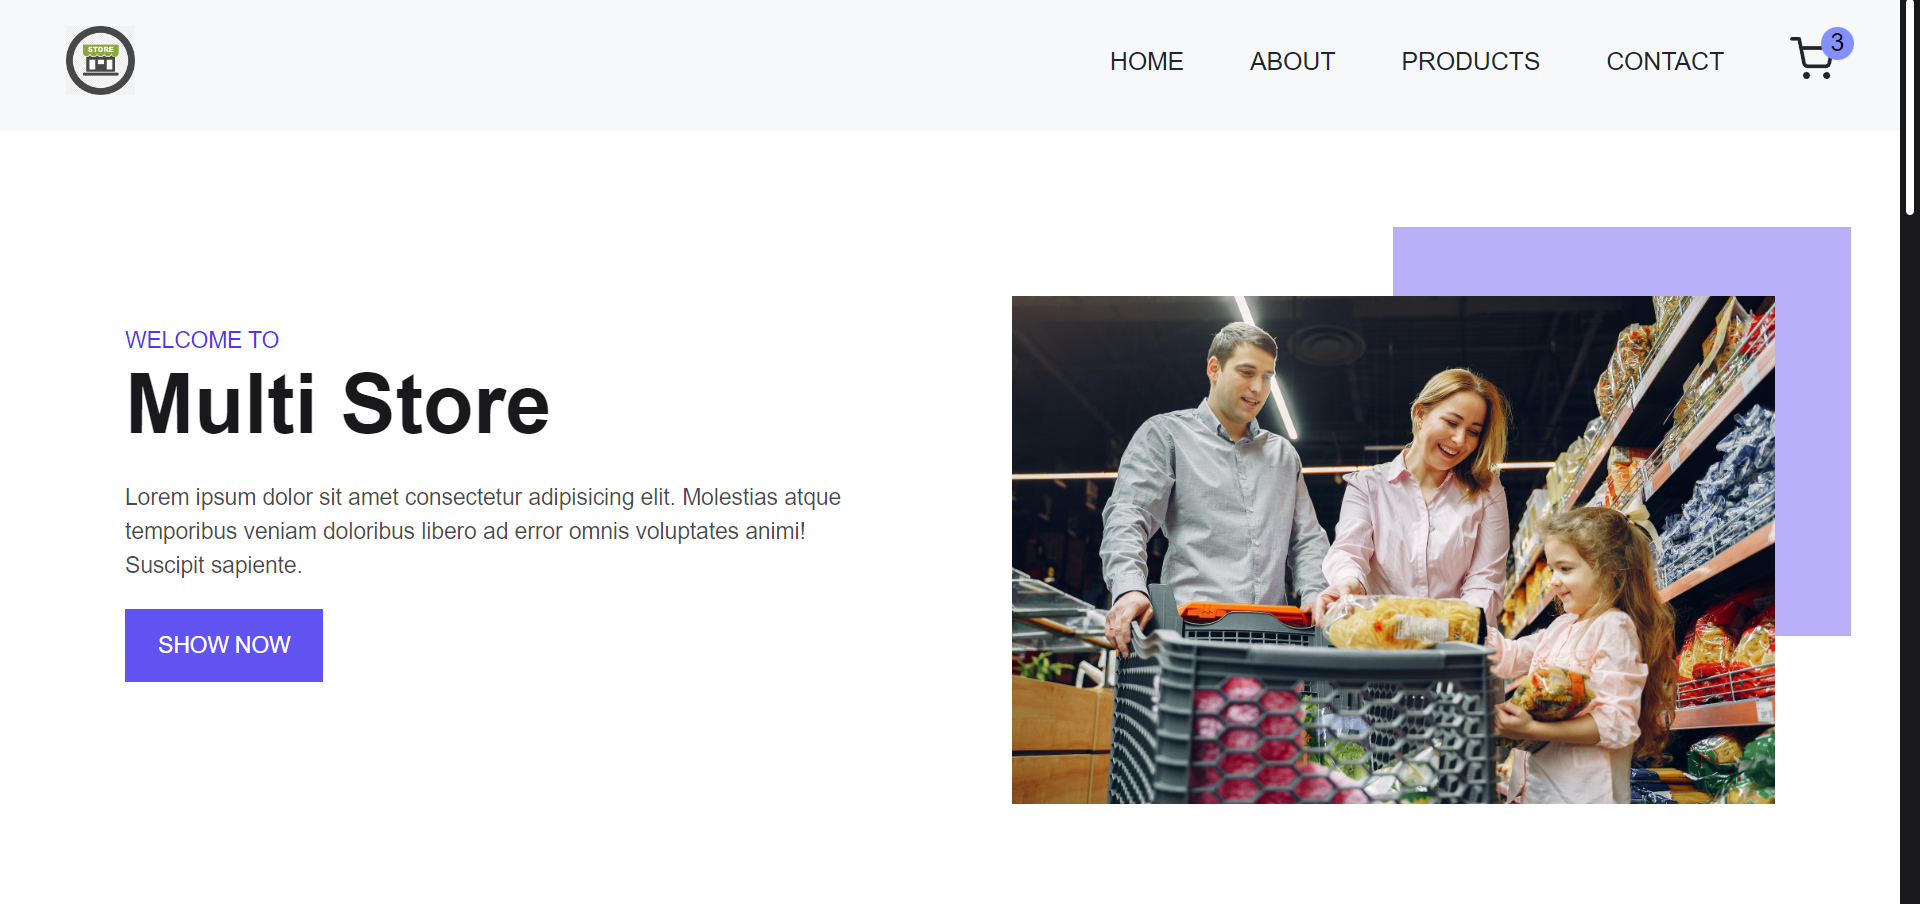 STORE
HOME ABOUT PRODUCTS CONTACT 3
WELCOME TO
Multi Store
Lorem ipsum dolor sit amet consectetur adipisicing elit. Molestias atque
temporibus veniam doloribus libero ad error omnis voluptates animi!
Suscipit sapiente.
SHOW NOW